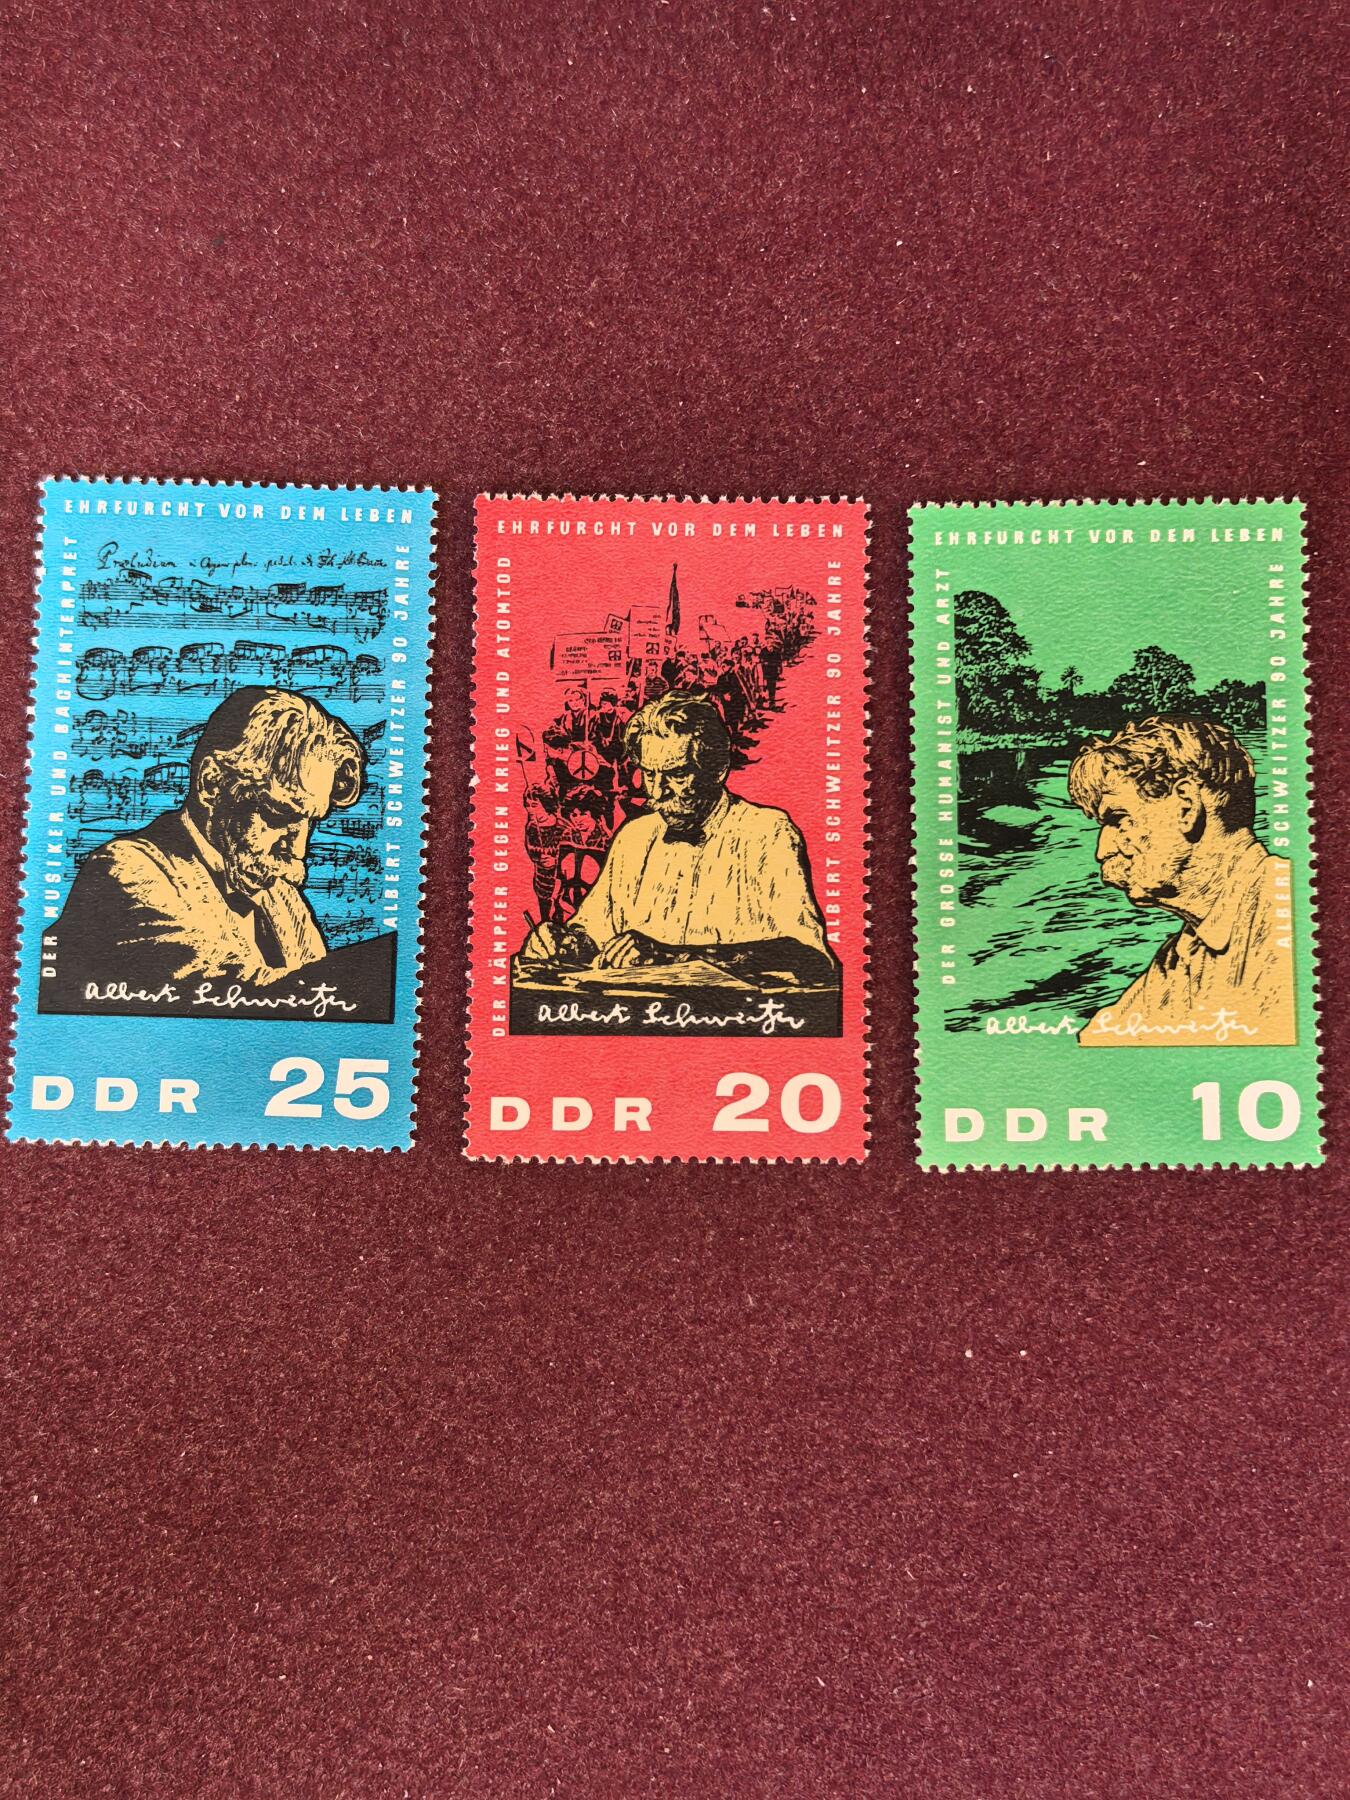 EHRFURCHT VOR DEM LEBEN
DER MUSIKER UND BACHINTERPRET
ALBERT SCHWEITZER 90 JAHRE
Praeludium
Albert Schweitzer
DDR 25
EHRFURCHT VOR DEM LEBEN
DER KÄMPFER GEGEN KRIEG UND ATOMTOD
ALBERT SCHWEITZER 90 JAHRE
Albert Schweitzer
DDR 20
EHRFURCHT VOR DEM LEBEN
DER GROSSE HUMANIST UND ARZT
ALBERT SCHWEITZER 90 JAHRE
Albert Schweitzer
DDR 10